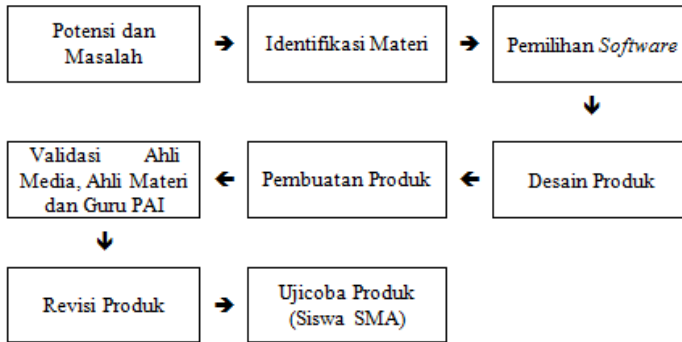 Potensi dan
Masalah
Identifikasi Materi
Pemilihan Software
Validasi Ahli
Media, Ahli Materi
dan Guru PAI
Pembuatan Produk
Desain Produk
Revisi Produk
Ujicoba Produk
(Siswa SMA)